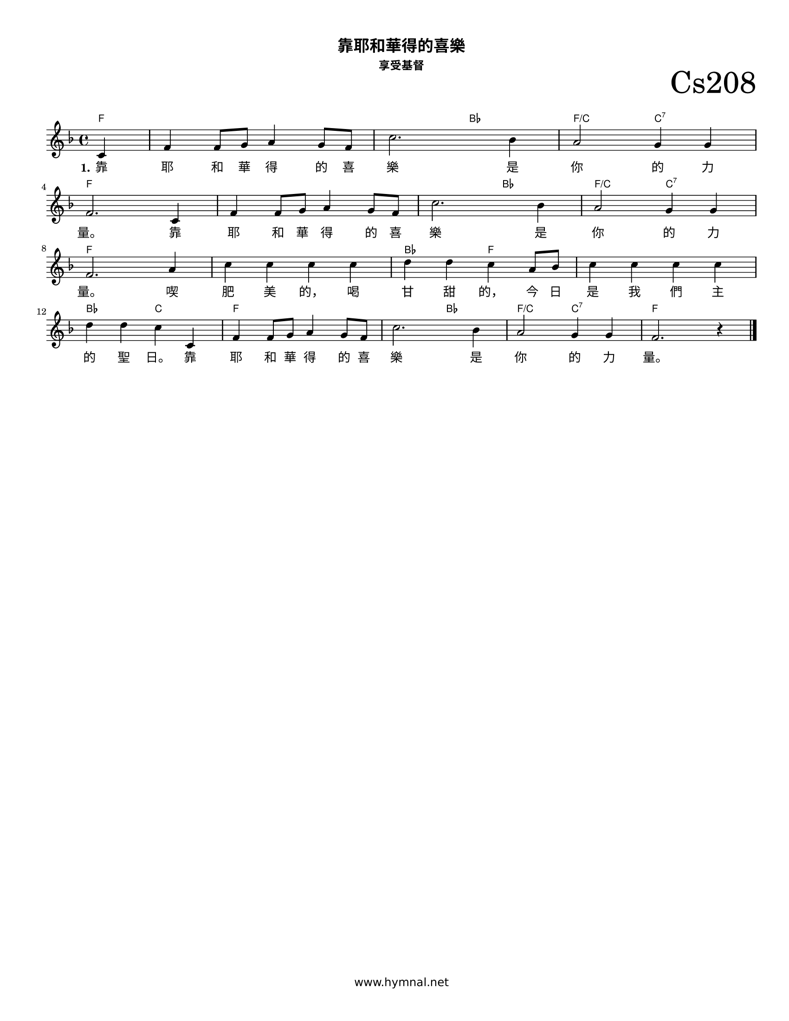 靠耶和華得的喜樂
享受基督
Cs208
F B♭ F/C C7
1. 靠 耶 和 華 得 的 喜 樂 是 你 的 力
4 F B♭ F/C C7
量。 靠 耶 和 華 得 的 喜 樂 是 你 的 力
8 F B♭ F
量。 喫 肥 美 的， 喝 甘 甜 的， 今 日 是 我 們 主
12 B♭ C F B♭ F/C C7 F
的 聖 日。 靠 耶 和 華 得 的 喜 樂 是 你 的 力 量。
www.hymnal.net